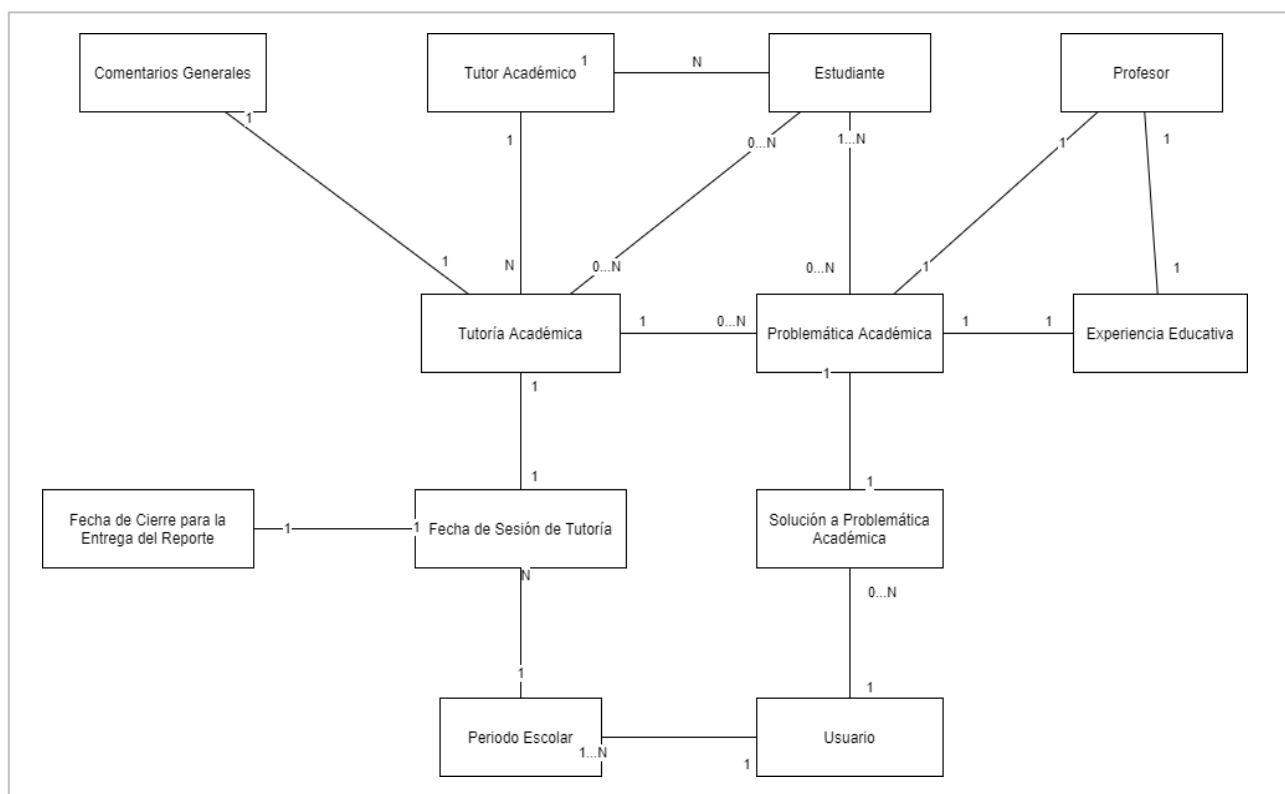 Comentarios Generales
Tutor Académico
1
N
Estudiante
Profesor
1
1
0...N
1...N
1
1
1
N
0...N
0...N
1
1
Tutoría Académica
1
0...N
Problemática Académica
1
1
Experiencia Educativa
1
1
1
1
Fecha de Cierre para la
Entrega del Reporte
1
1
Fecha de Sesión de Tutoría
Solución a Problemática
Académica
N
0...N
1
1
Periodo Escolar
1...N
1
Usuario